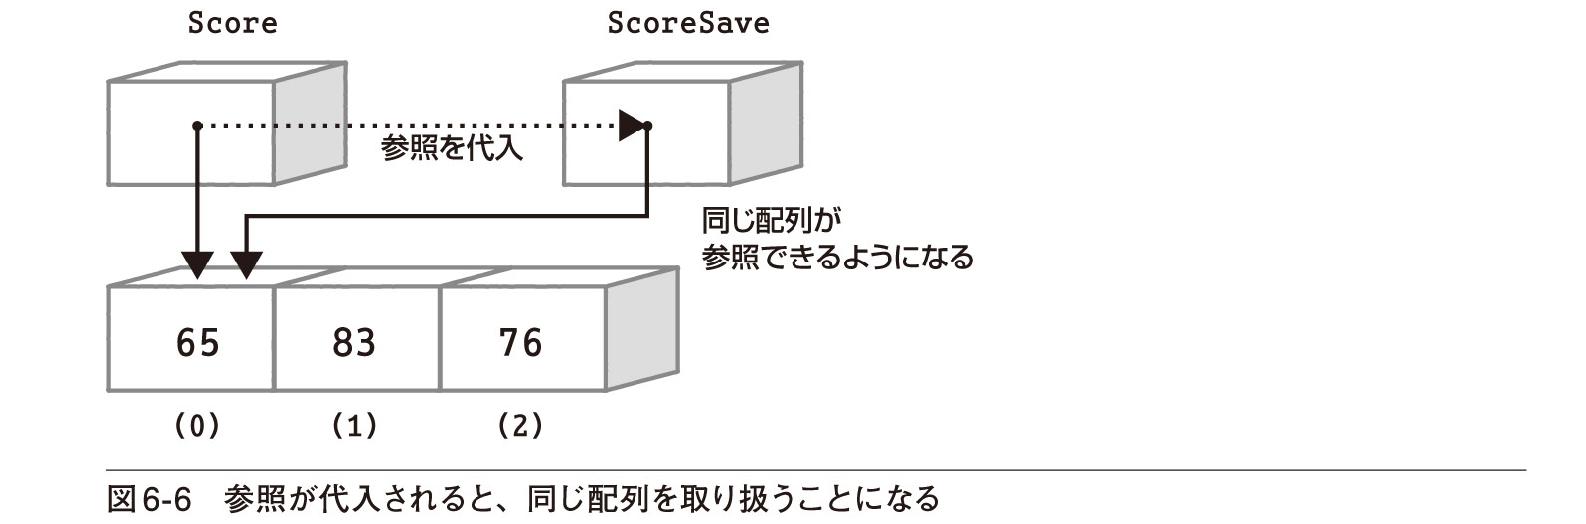 Score
ScoreSave
参照を代入
同じ配列が
参照できるようになる
65 83 76
(0) (1) (2)
図6-6 参照が代入されると、同じ配列を取り扱うことになる